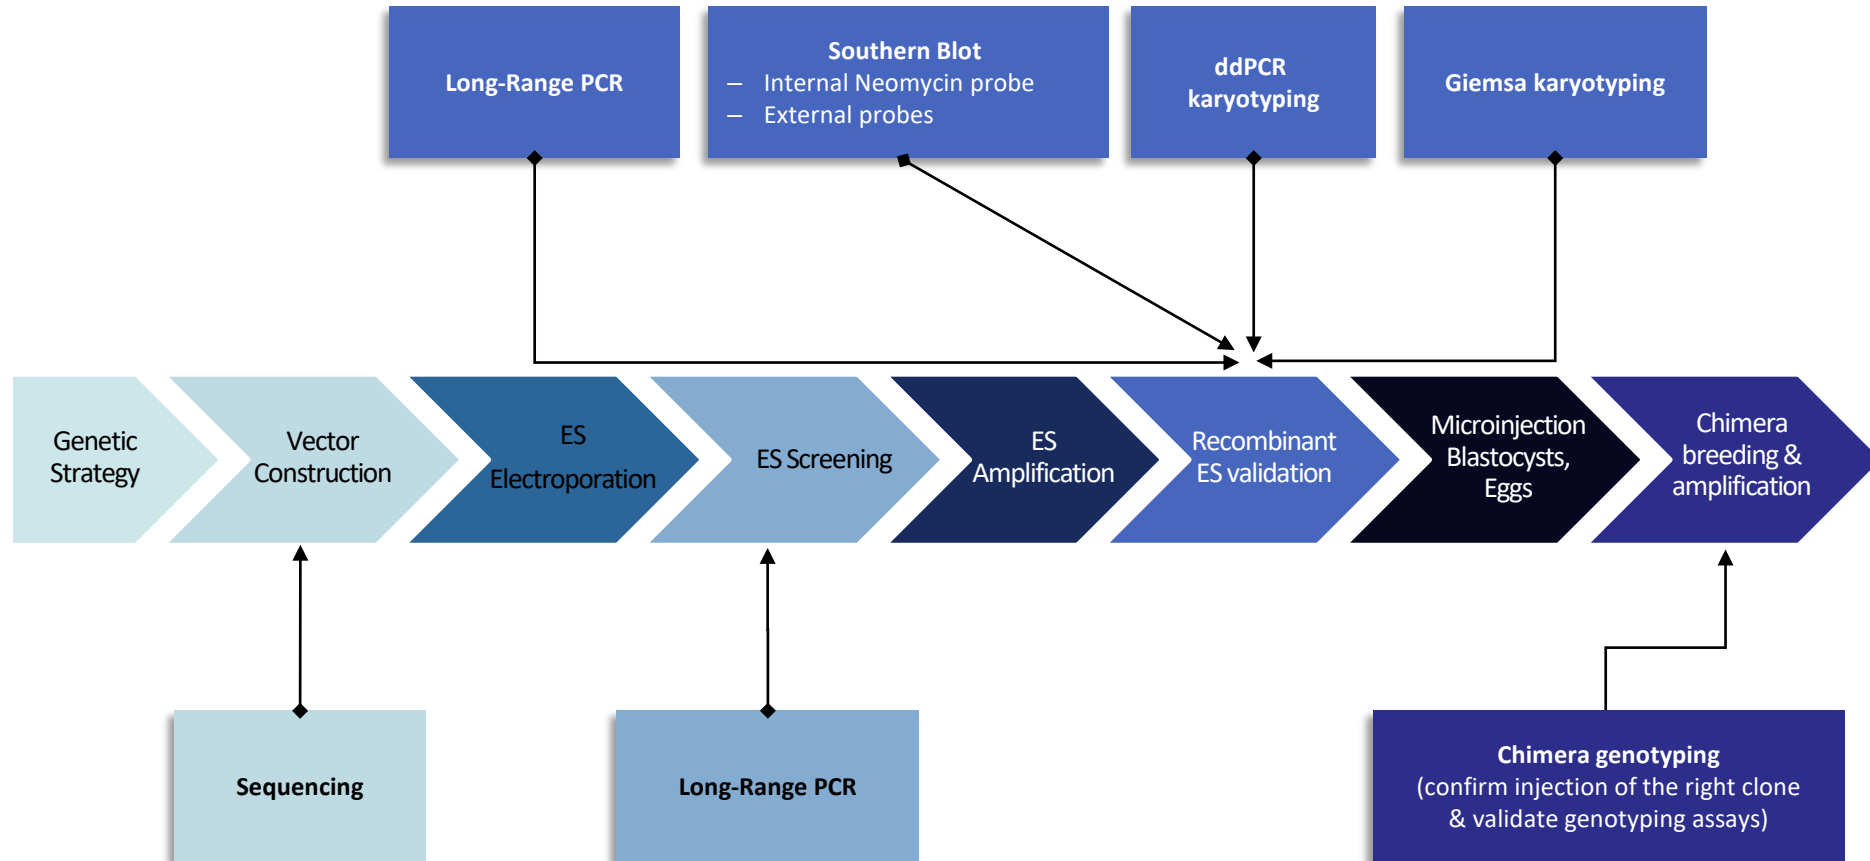 Long-Range PCR
Southern Blot
– Internal Neomycin probe
– External probes
ddPCR
karyotyping
Giemsa karyotyping
Genetic
Strategy
Vector
Construction
ES
Electroporation
ES Screening
ES
Amplification
Recombinant
ES validation
Microinjection
Blastocysts,
Eggs
Chimera
breeding &
amplification
Sequencing
Long-Range PCR
Chimera genotyping
(confirm injection of the right clone
& validate genotyping assays)